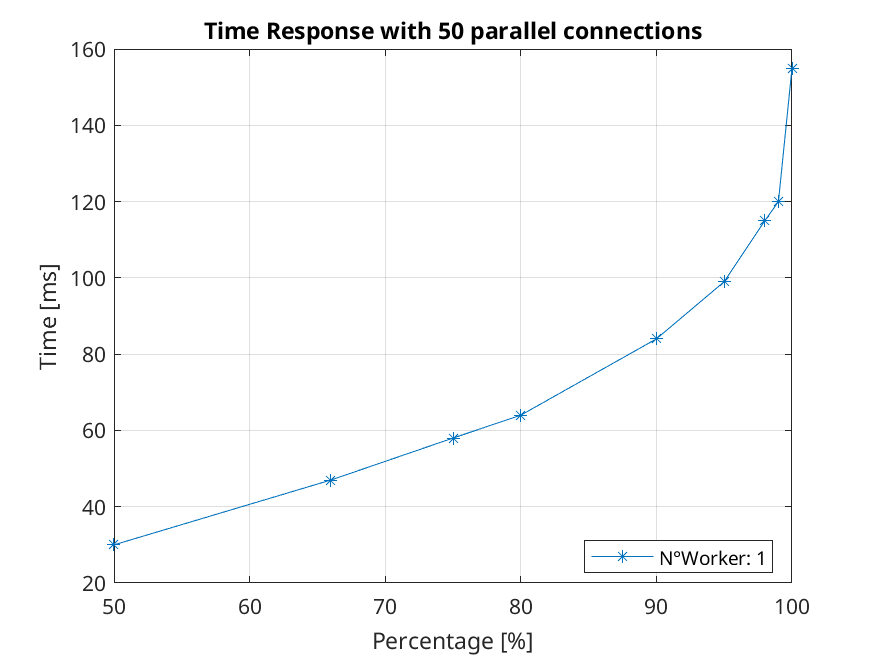 Time Response with 50 parallel connections
160
140
120
100
80
60
40
20
Time [ms]
50 60 70 80 90 100
Percentage [%]
N°Worker: 1